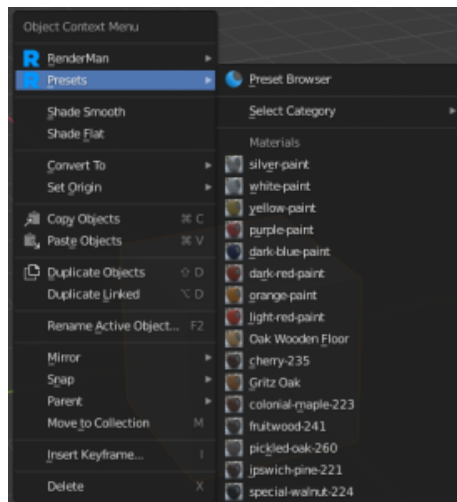 Object Context Menu
RenderMan
Presets
Shade Smooth
Shade Flat
Convert To
Set Origin
Copy Objects ⌘ C
Paste Objects ⌘ V
Duplicate Objects ⇧ D
Duplicate Linked ⌥ D
Rename Active Object... F2
Mirror
Snap
Parent
Move to Collection M
Insert Keyframe... I
Delete X
Preset Browser
Select Category
Materials
silver-paint
white-paint
yellow-paint
purple-paint
dark-blue-paint
dark-red-paint
orange-paint
light-red-paint
Oak Wooden Floor
cherry-235
Gritz Oak
colonial-maple-223
fruitwood-241
pickled-oak-260
ipswich-pine-221
special-walnut-224